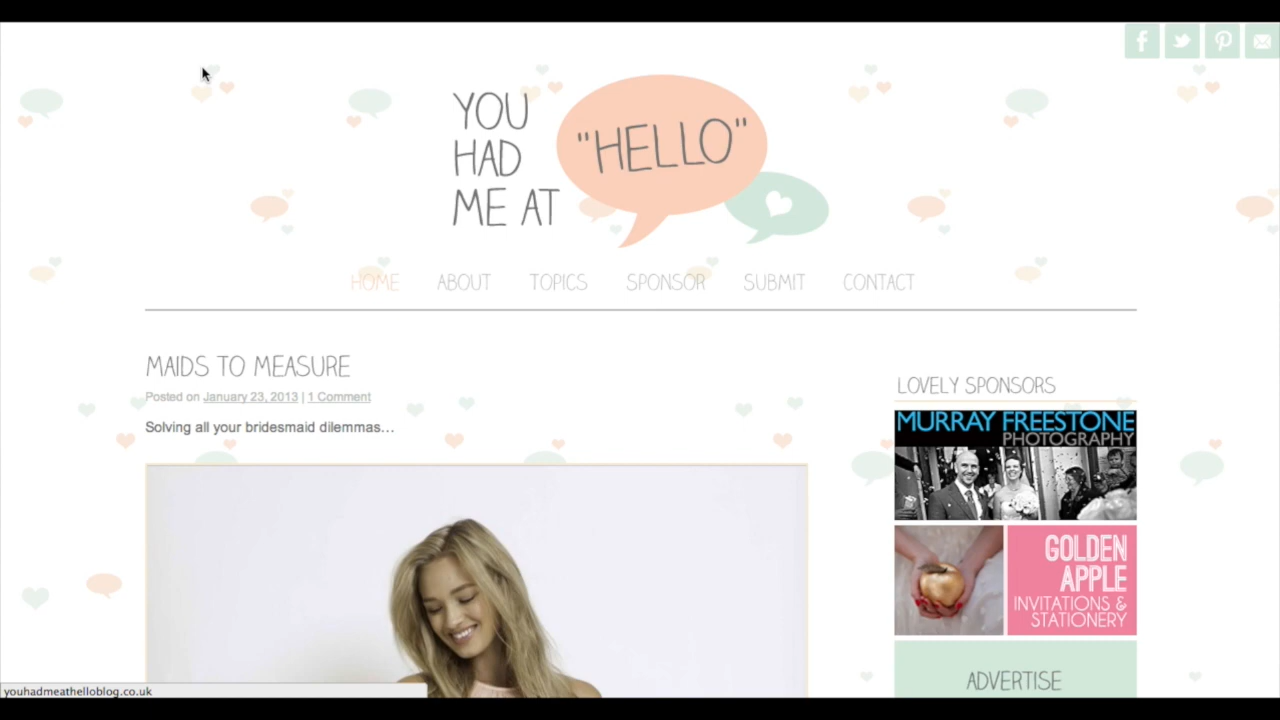 YOU
HAD
ME AT
"HELLO"
HOME ABOUT TOPICS SPONSOR SUBMIT CONTACT
MAIDS TO MEASURE
Posted on January 23, 2013 | 1 Comment
Solving all your bridesmaid dilemmas...
LOVELY SPONSORS
MURRAY FREESTONE
PHOTOGRAPHY
GOLDEN
APPLE
INVITATIONS &
STATIONERY
ADVERTISE
youhadmeathelloblog.co.uk